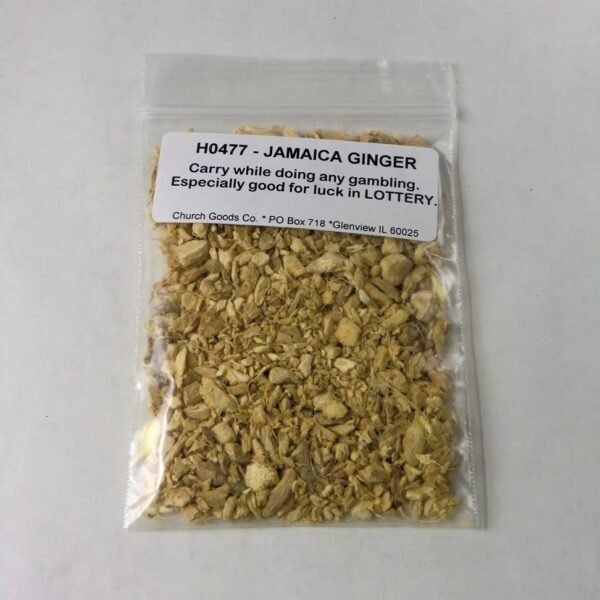 H0477 - JAMAICA GINGER
Carry while doing any gambling.
Especially good for luck in LOTTERY.
Church Goods Co. * PO Box 718 *Glenview IL 60025